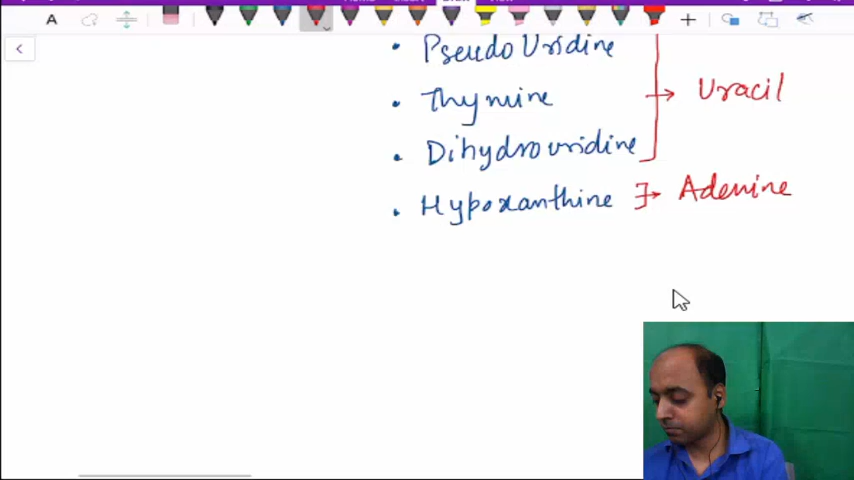 A
Pseudo Uridine
Thymine
Uracil
Dihydrouridine
Hypoxanthine
Adenine